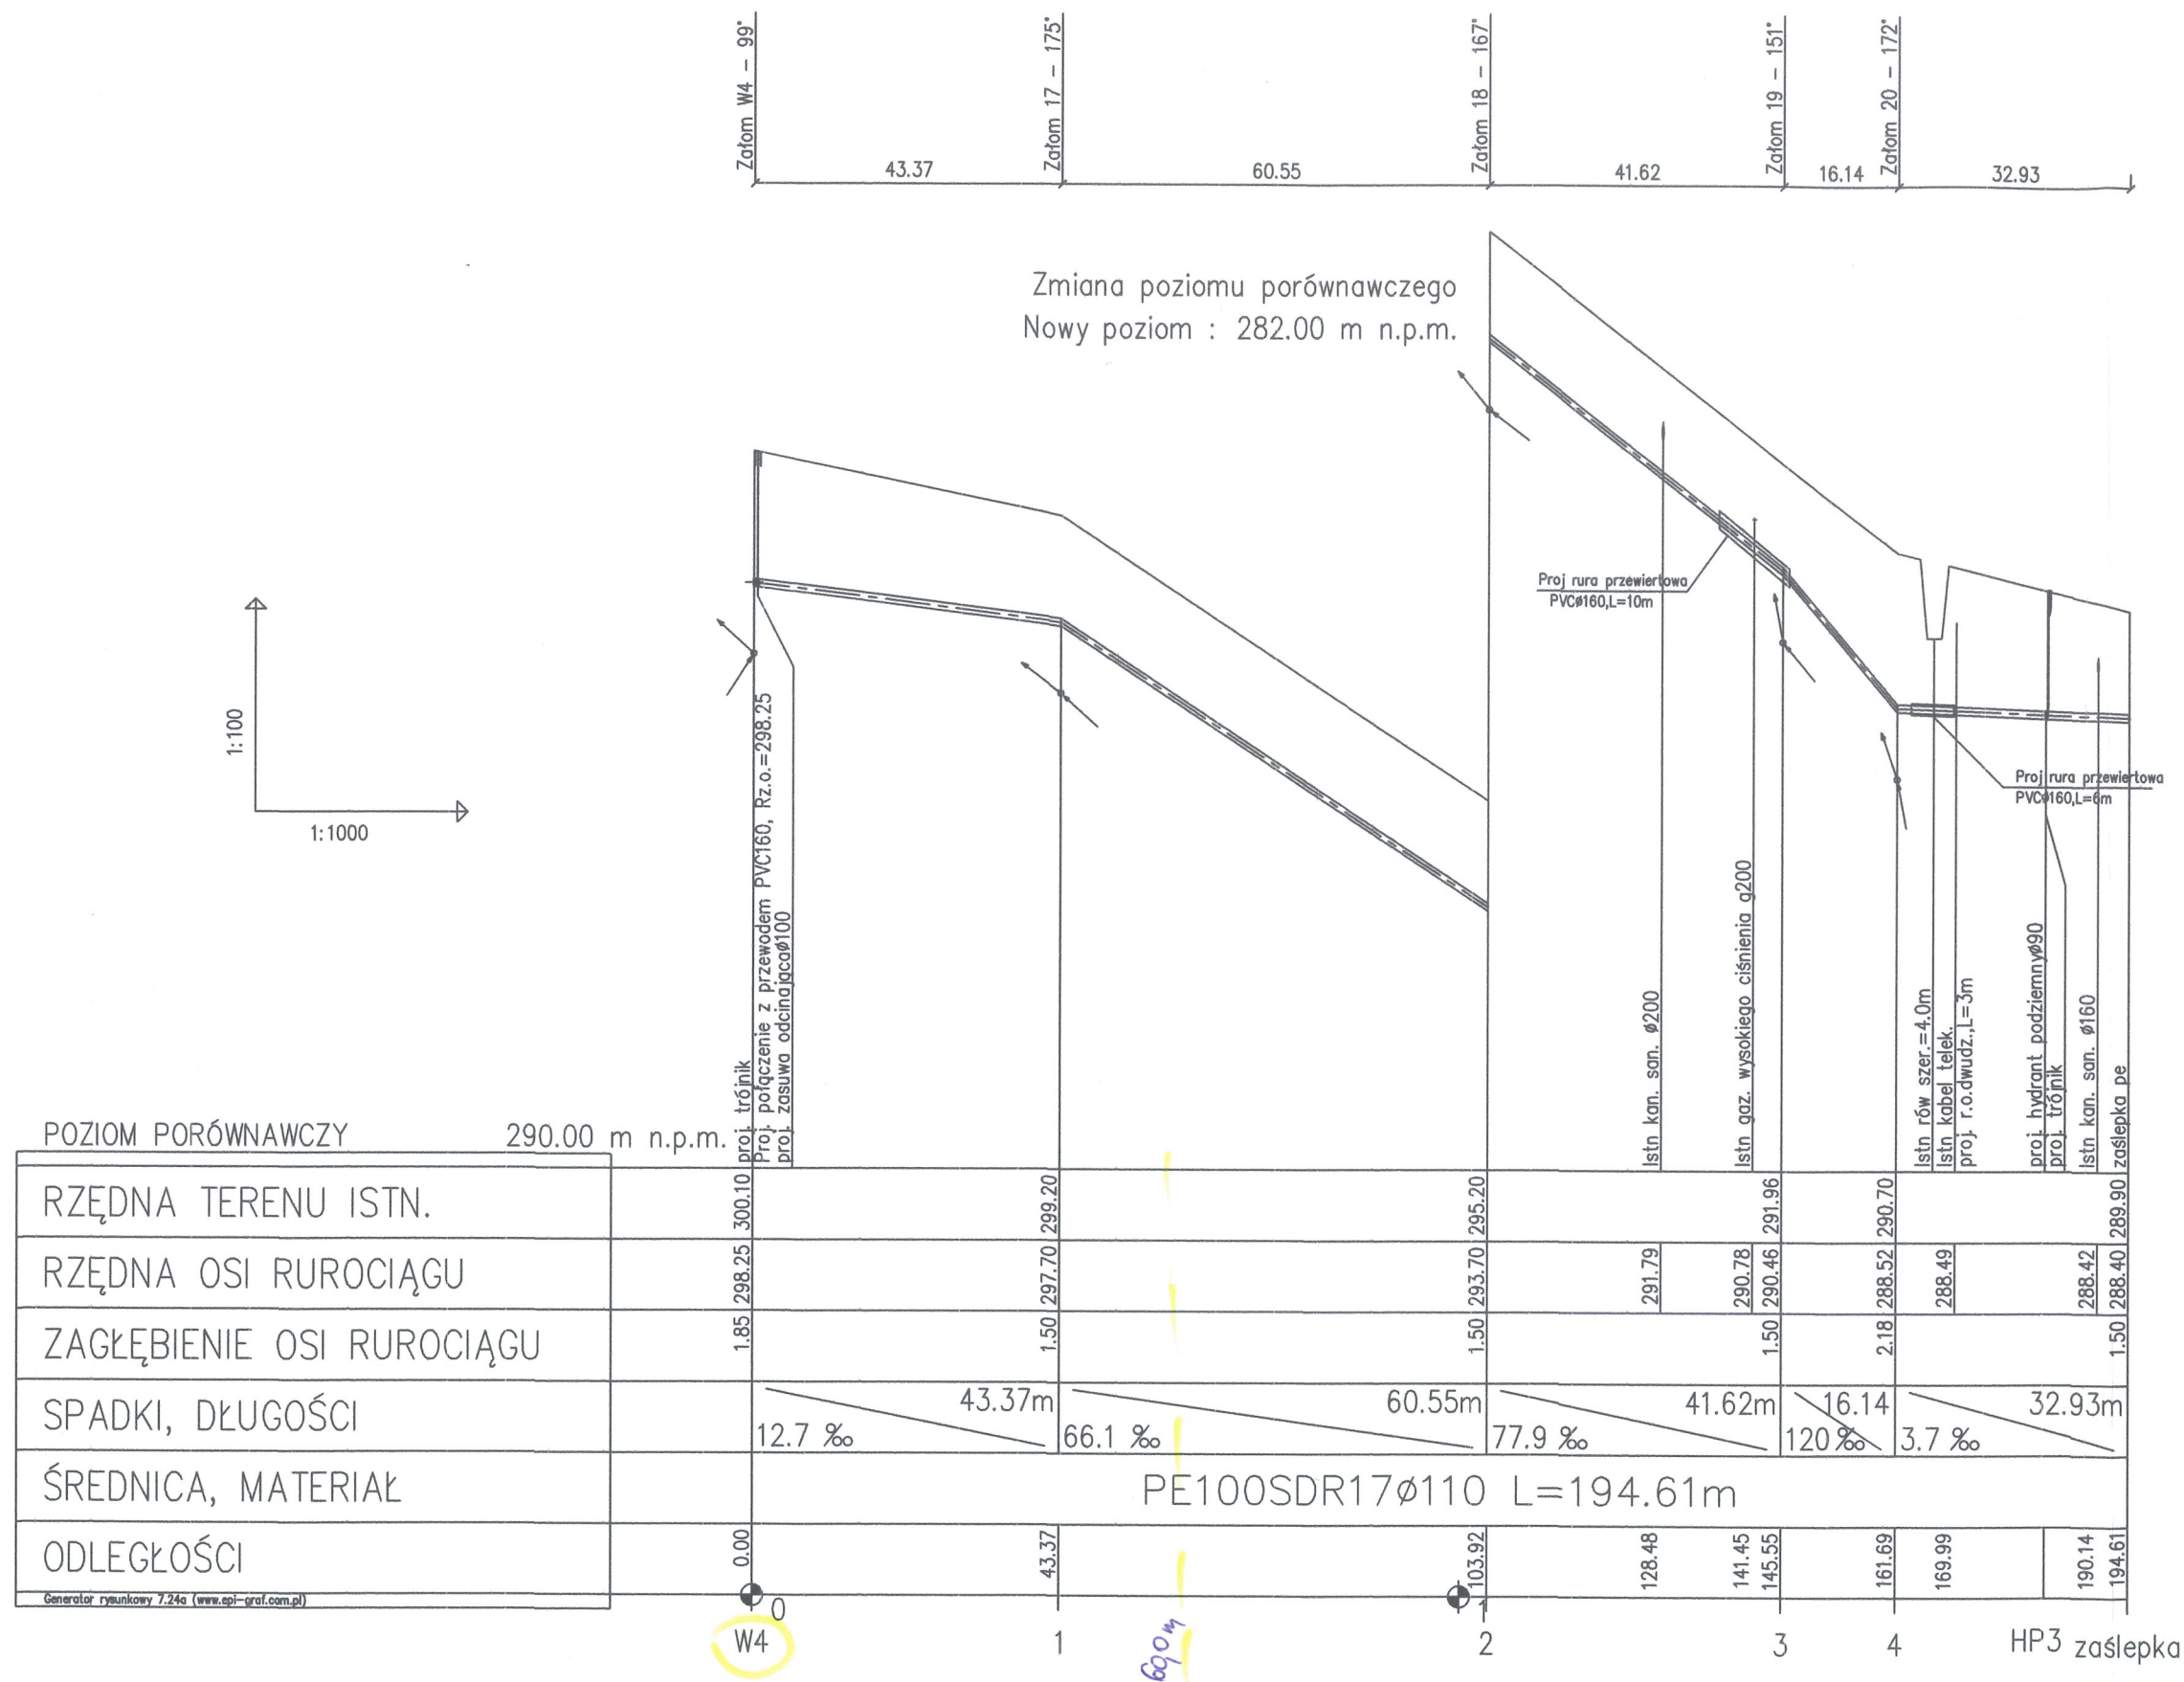 Załom W4 – 99°
Załom 17 – 175°
Załom 18 – 167°
Załom 19 – 151°
Załom 20 – 172°
43.37
60.55
41.62
16.14
32.93
Zmiana poziomu porównawczego
Nowy poziom : 282.00 m n.p.m.
Proj rura przewiertowa
PVCø160,L=10m
Proj rura przewiertowa
PVCø160,L=6m
1:100
1:1000
proj. trójnik
Proj. połączenie z przewodem PVC160, Rz.o.=298.25
proj. zasuwa odcinającaø100
Istn kan. san. ø200
Istn gaz. wysokiego ciśnienia g200
Istn rów szer.=4.0m
Istn kabel telek.
proj. r.o.dwudz.,L=3m
proj. hydrant podziemnyø90
proj. trójnik
Istn kan. san. ø160
zaślepka pe
POZIOM PORÓWNAWCZY 290.00 m n.p.m.
RZĘDNA TERENU ISTN. 300.10 299.20 295.20 291.96 290.70 289.90
RZĘDNA OSI RUROCIĄGU 298.25 297.70 293.70 291.79 290.78 290.46 288.52 288.49 288.42 288.40
ZAGŁĘBIENIE OSI RUROCIĄGU 1.85 1.50 1.50 1.50 2.18 1.50
SPADKI, DŁUGOŚCI
43.37m 60.55m 41.62m 16.14 32.93m
12.7 ‰ 66.1 ‰ 77.9 ‰ 120‰ 3.7 ‰
ŚREDNICA, MATERIAŁ PE100SDR17ø110 L=194.61m
ODLEGŁOŚCI 0.00 43.37 103.92 128.48 141.45 145.55 161.69 169.99 190.14 194.61
Generator rysunkowy 7.24a (www.epi-graf.com.pl)
0 1
W4 1 60,0m 2 3 4 HP3 zaślepka